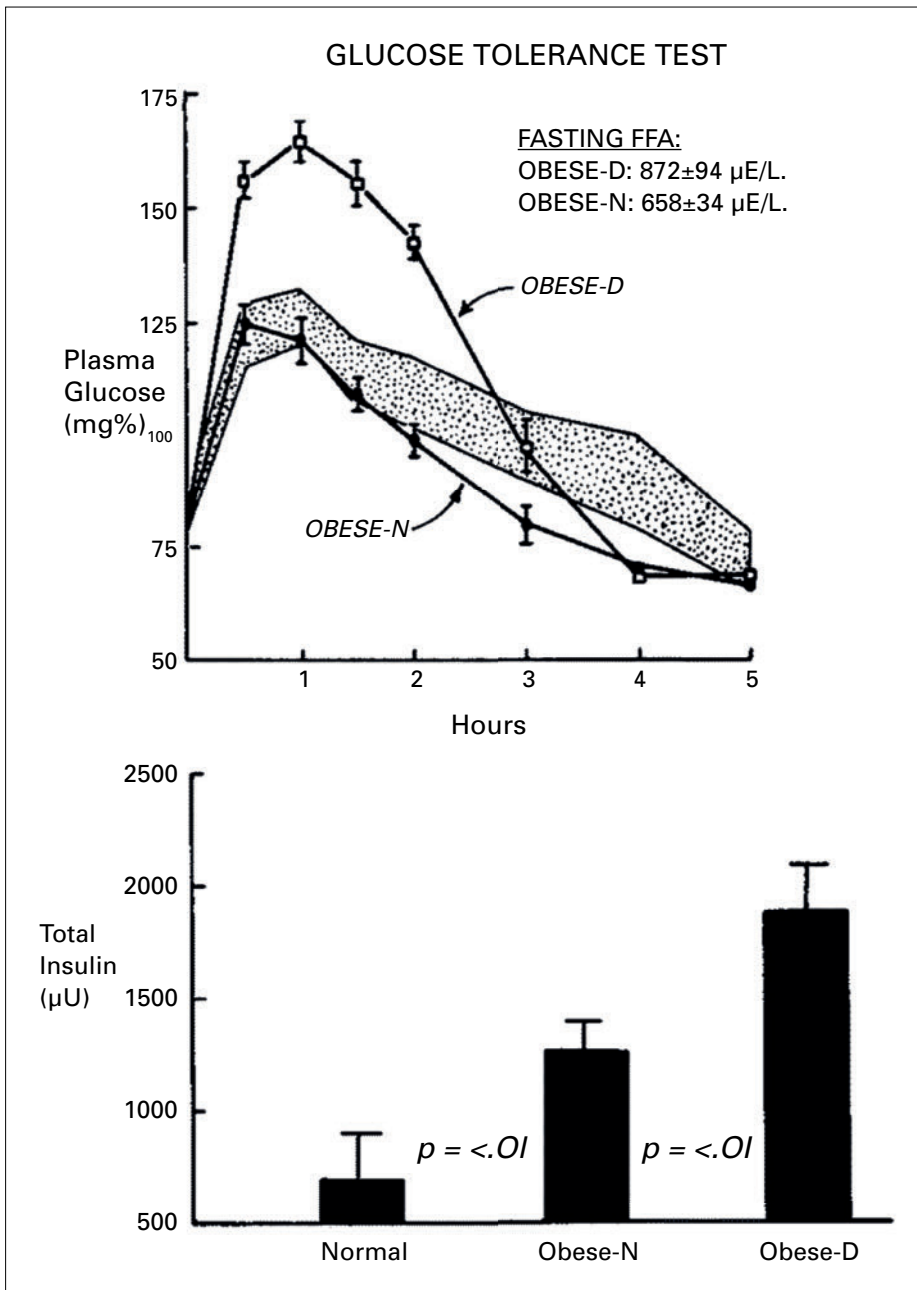 GLUCOSE TOLERANCE TEST
175
150
125
100
75
50
Plasma
Glucose
(mg%)
FASTING FFA:
OBESE-D: 872±94 µE/L.
OBESE-N: 658±34 µE/L.
OBESE-D
OBESE-N
1 2 3 4 5
Hours
2500
2000
1500
1000
500
Total
Insulin
(µU)
p = <.OI p = <.OI
Normal Obese-N Obese-D